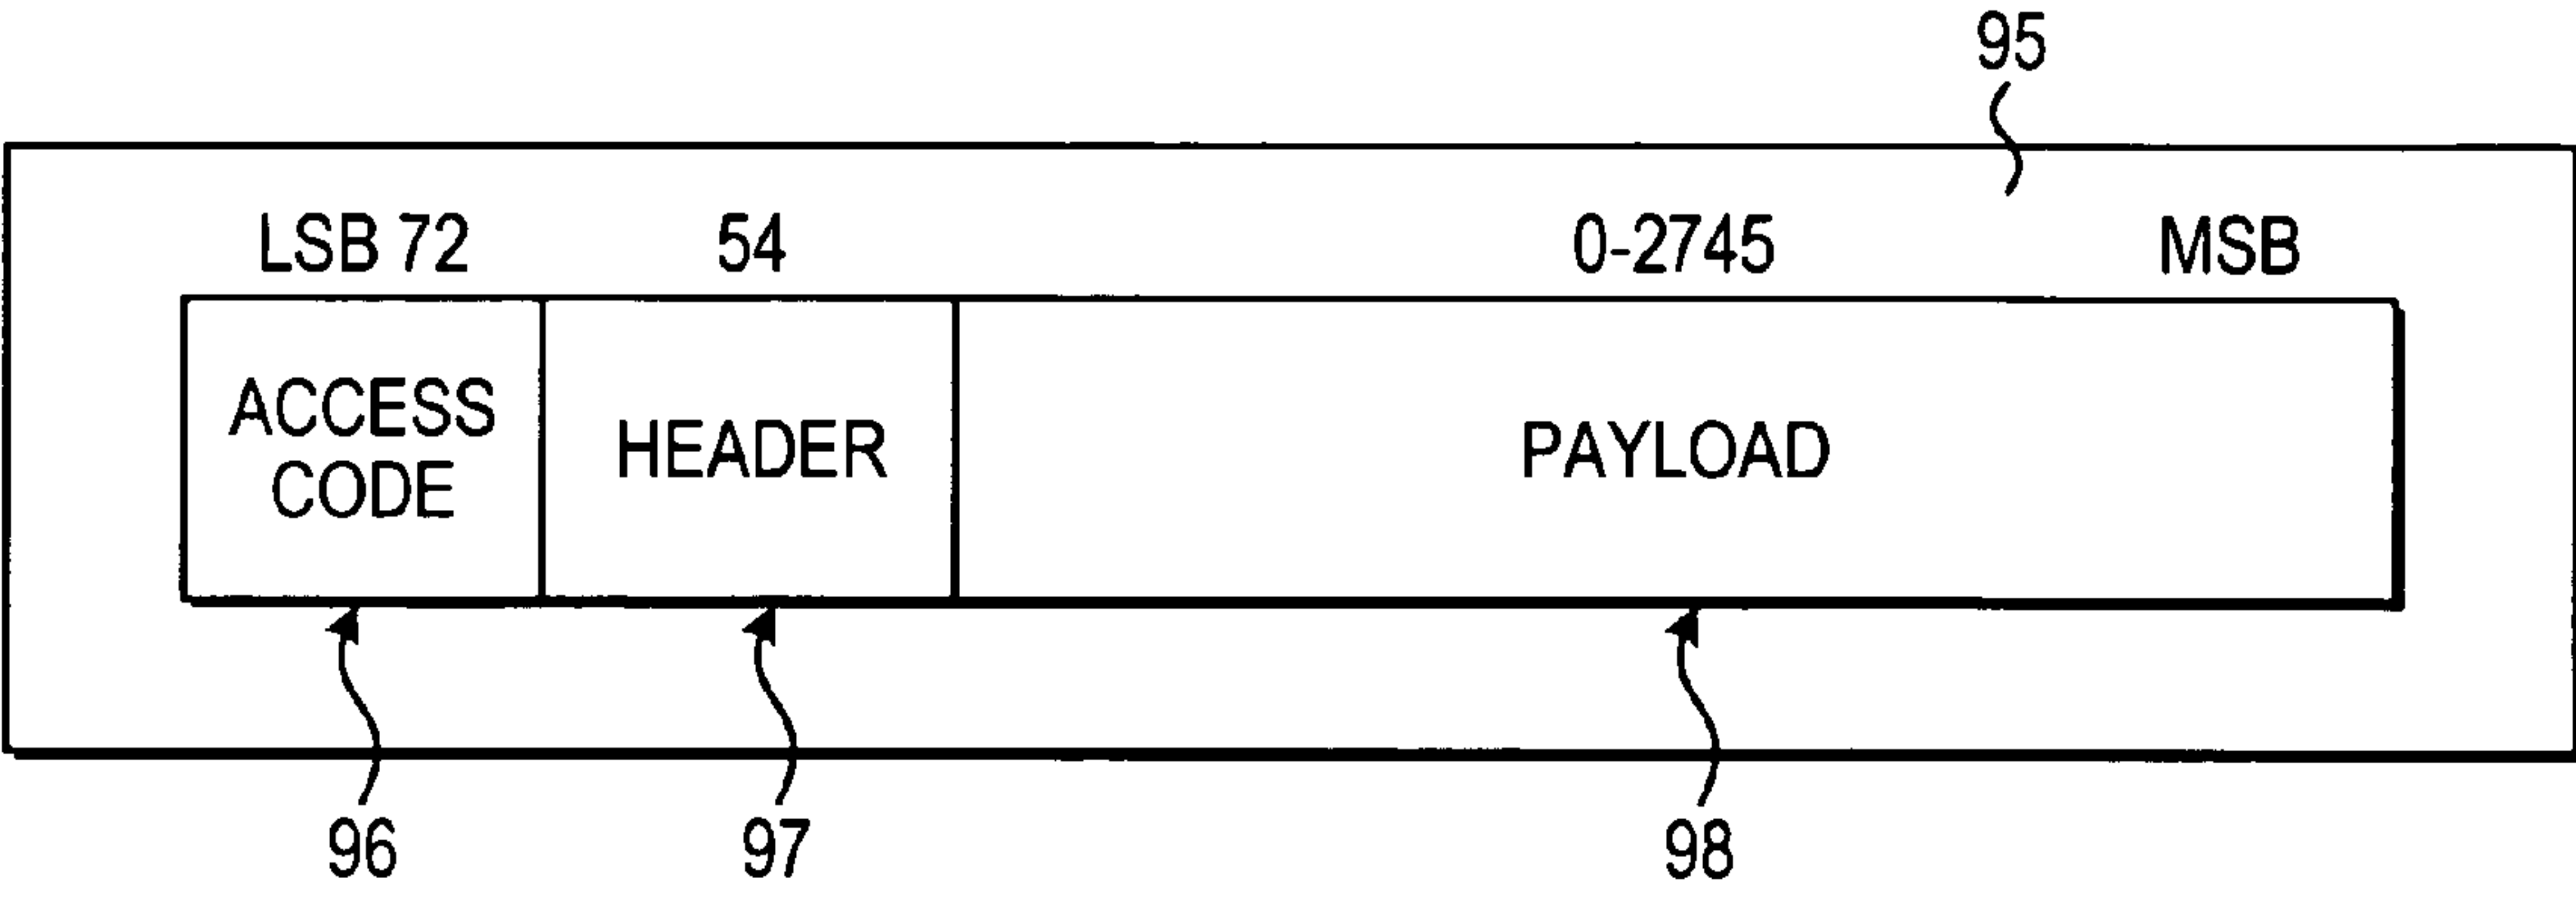 95
LSB 72 54 0-2745 MSB
ACCESS
CODE
HEADER
PAYLOAD
96 97 98